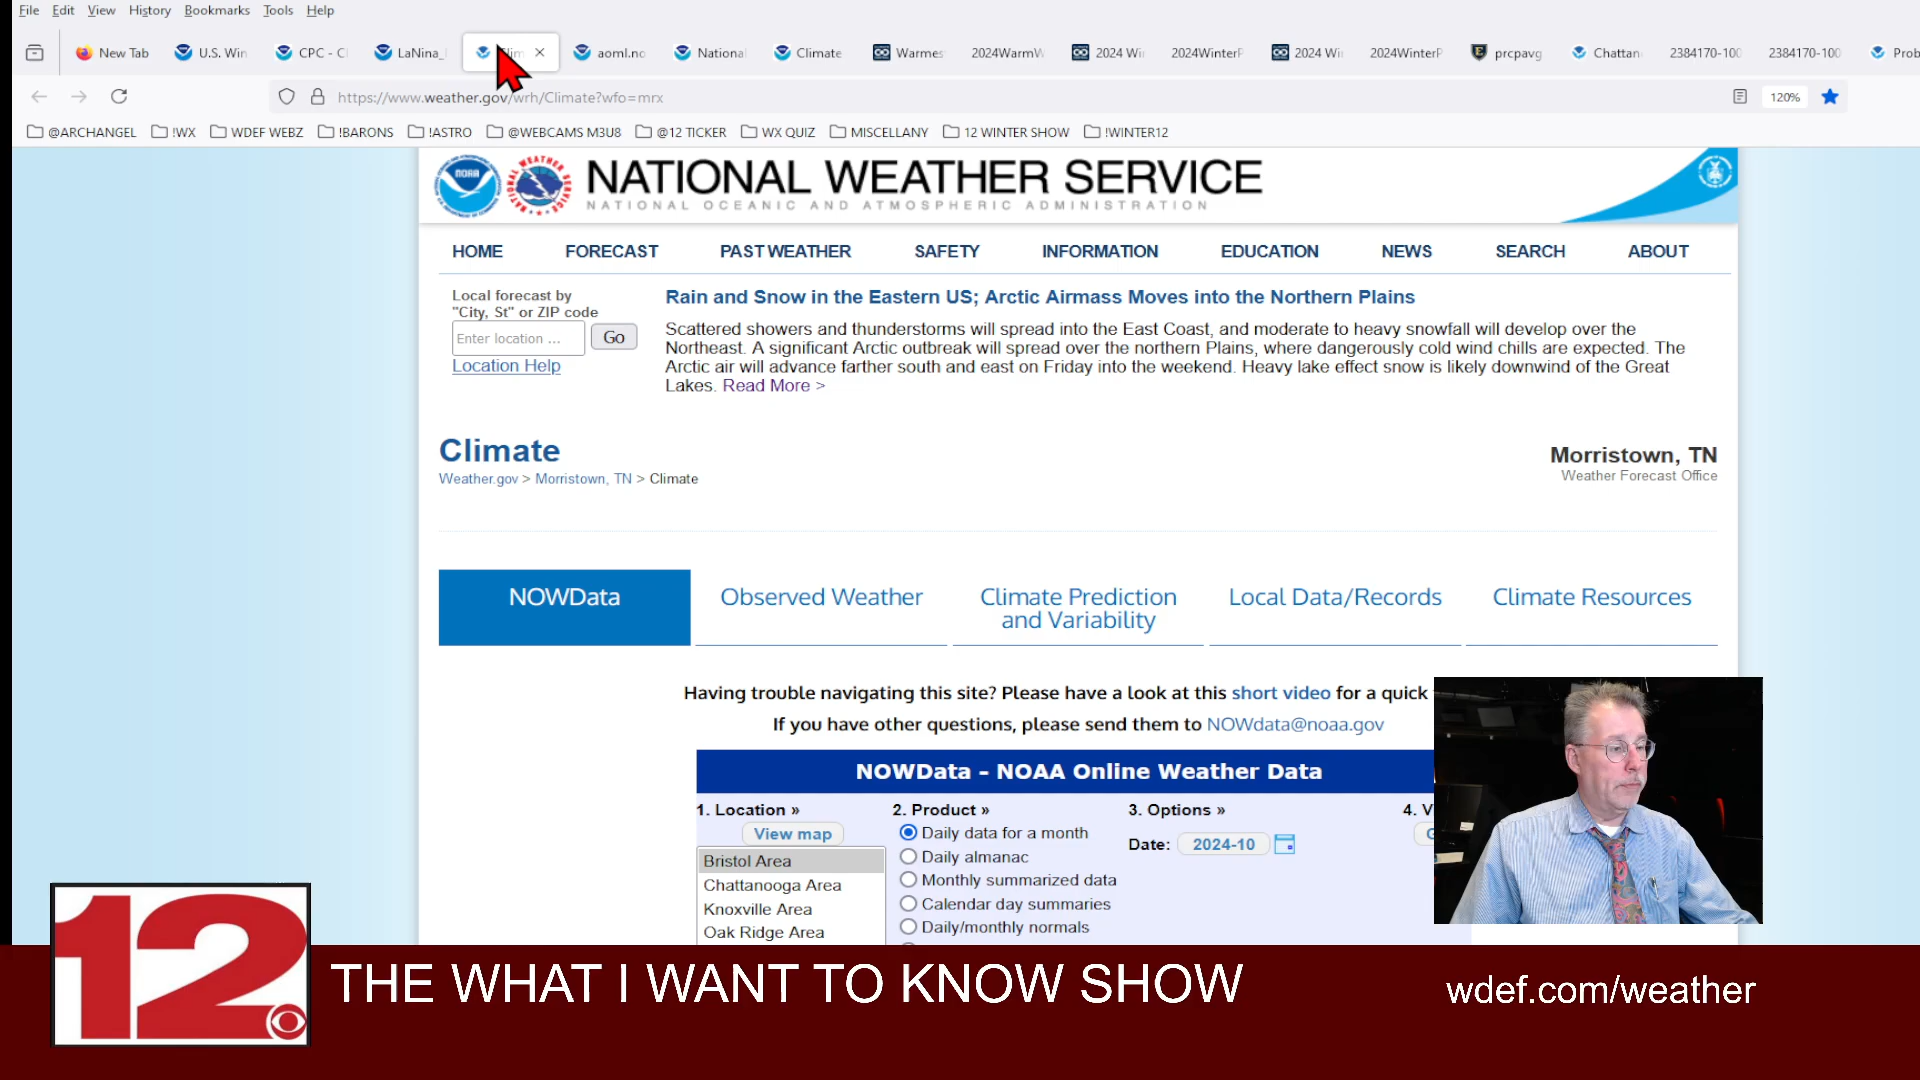 File Edit View History Bookmarks Tools Help
New Tab U.S. Win CPC - C LaNina_ Clim aoml.no National Climate Warmes 2024WarmW 2024 Wi 2024WinterP 2024 Wi 2024WinterP prcpavg Chattan 2384170-100 2384170-100 Prob
https://www.weather.gov/wrh/Climate?wfo=mrx 120%
@ARCHANGEL !WX WDEF WEBZ !BARONS !ASTRO @WEBCAMS M3U8 @12 TICKER WX QUIZ MISCELLANY 12 WINTER SHOW !WINTER12
NOAA
NATIONAL WEATHER SERVICE
NATIONAL OCEANIC AND ATMOSPHERIC ADMINISTRATION
HOME FORECAST PAST WEATHER SAFETY INFORMATION EDUCATION NEWS SEARCH ABOUT
Local forecast by
"City, St" or ZIP code
Enter location ... Go
Location Help
Rain and Snow in the Eastern US; Arctic Airmass Moves into the Northern Plains
Scattered showers and thunderstorms will spread into the East Coast, and moderate to heavy snowfall will develop over the
Northeast. A significant Arctic outbreak will spread over the northern Plains, where dangerously cold wind chills are expected. The
Arctic air will advance farther south and east on Friday into the weekend. Heavy lake effect snow is likely downwind of the Great
Lakes. Read More >
Climate
Weather.gov > Morristown, TN > Climate
Morristown, TN
Weather Forecast Office
NOWData
Observed Weather
Climate Prediction
and Variability
Local Data/Records
Climate Resources
Having trouble navigating this site? Please have a look at this short video for a quick
If you have other questions, please send them to NOWdata@noaa.gov
NOWData - NOAA Online Weather Data
1. Location »
View map
Bristol Area
Chattanooga Area
Knoxville Area
Oak Ridge Area
2. Product »
Daily data for a month
Daily almanac
Monthly summarized data
Calendar day summaries
Daily/monthly normals
3. Options »
Date: 2024-10
4. V
G
12
THE WHAT I WANT TO KNOW SHOW
wdef.com/weather